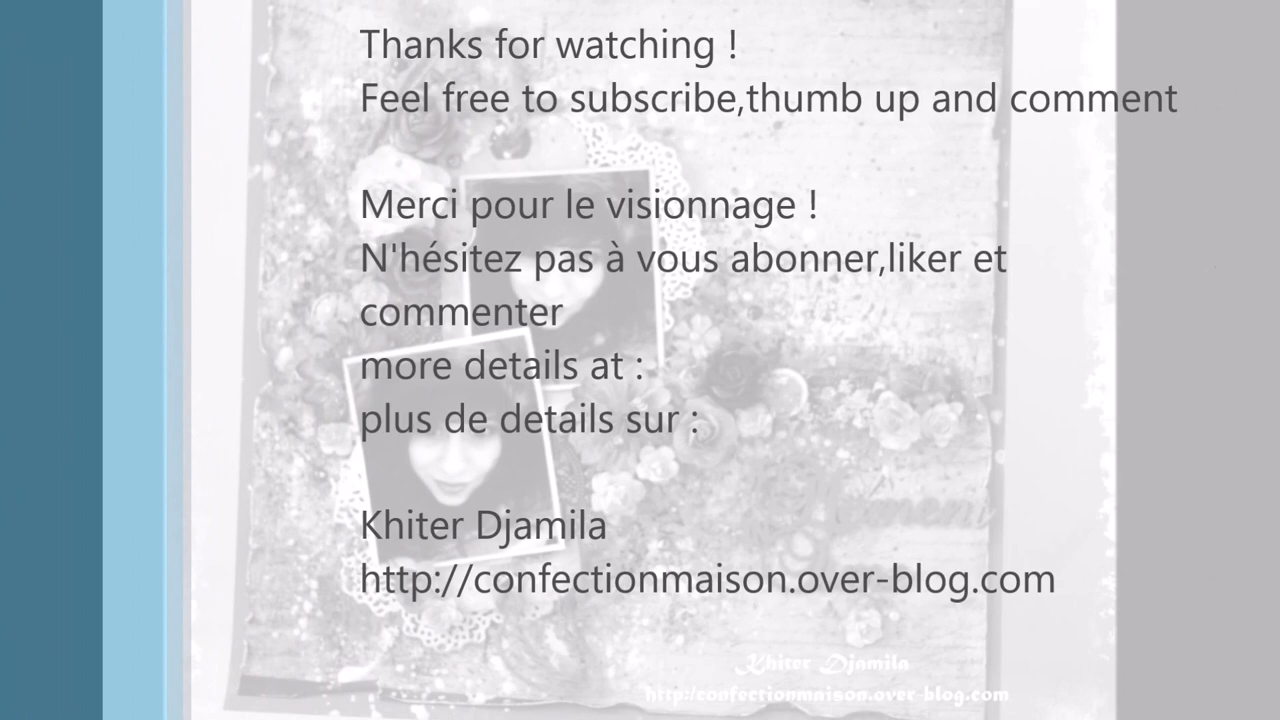 Thanks for watching !
Feel free to subscribe,thumb up and comment
Merci pour le visionnage !
N'hésitez pas à vous abonner,liker et
commenter
more details at :
plus de details sur :
Khiter Djamila
http://confectionmaison.over-blog.com
Khiter Djamila
http://confectionmaison.over-blog.com